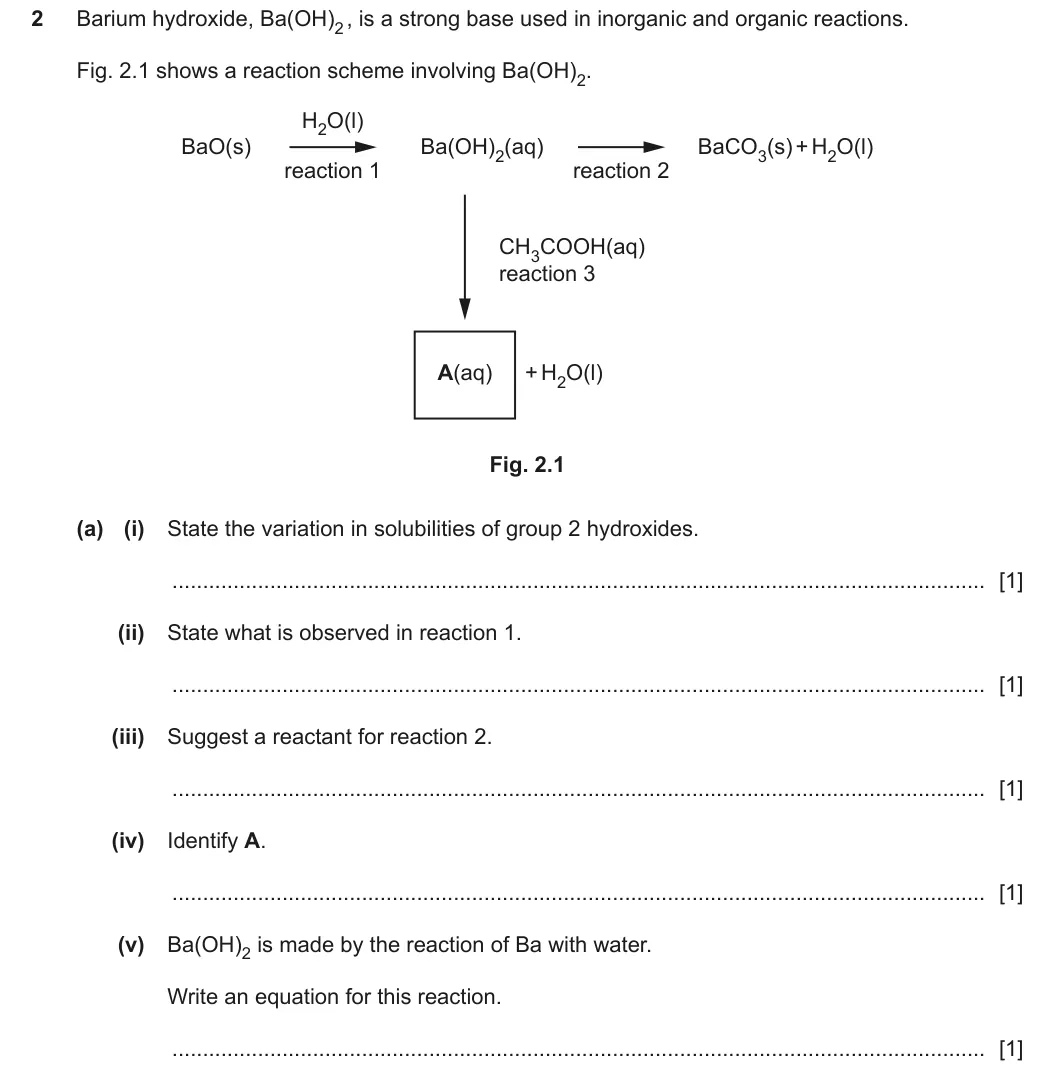 2 Barium hydroxide, Ba(OH)₂, is a strong base used in inorganic and organic reactions.
Fig. 2.1 shows a reaction scheme involving Ba(OH)₂.
H₂O(l)
BaO(s) Ba(OH)₂(aq) BaCO₃(s) + H₂O(l)
reaction 1 reaction 2
CH₃COOH(aq)
reaction 3
A(aq) + H₂O(l)
Fig. 2.1
(a) (i) State the variation in solubilities of group 2 hydroxides.
[1]
(ii) State what is observed in reaction 1.
[1]
(iii) Suggest a reactant for reaction 2.
[1]
(iv) Identify A.
[1]
(v) Ba(OH)₂ is made by the reaction of Ba with water.
Write an equation for this reaction.
[1]